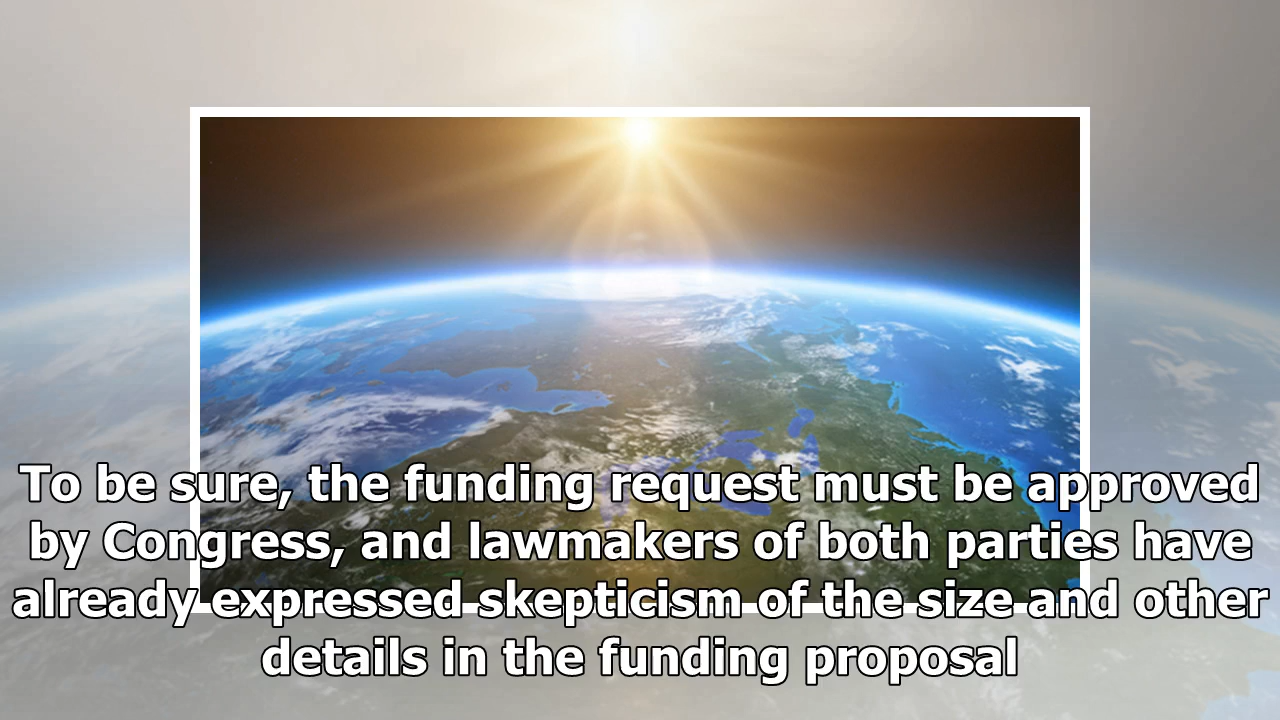 To be sure, the funding request must be approved
by Congress, and lawmakers of both parties have
already expressed skepticism of the size and other
details in the funding proposal